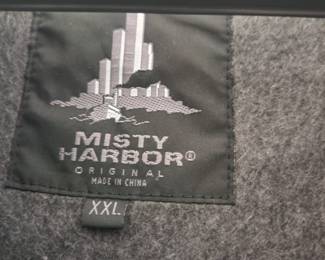 MISTY
HARBOR®
ORIGINAL
MADE IN CHINA
XXL